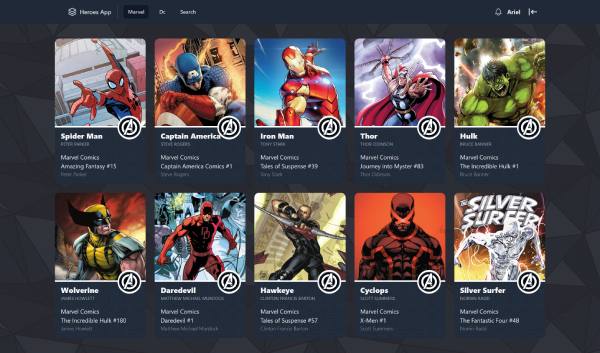 Heroes App Marvel Dc Search Ariel
Spider Man Captain America Iron Man Thor Hulk
PETER PARKER STEVE ROGERS TONY STARK THOR ODINSON BRUCE BANNER
Marvel Comics Marvel Comics Marvel Comics Marvel Comics Marvel Comics
Amazing Fantasy #15 Captain America Comics #1 Tales of Suspense #39 Journey into Myster #83 The Incredible Hulk #1
Peter Parker Steve Rogers Tony Stark Thor Odinson Bruce Banner
THE SILVER SURFER
Wolverine Daredevil Hawkeye Cyclops Silver Surfer
JAMES HOWLETT MATTHEW MICHAEL MURDOCK CLINTON FRANCIS BARTON SCOTT SUMMERS NORRIN RADD
Marvel Comics Marvel Comics Marvel Comics Marvel Comics Marvel Comics
The Incredible Hulk #180 Daredevil #1 Tales of Suspense #57 X-Men #1 The Fantastic Four #48
James Howlett Matthew Michael Murdock Clinton Francis Barton Scott Summers Norrin Radd